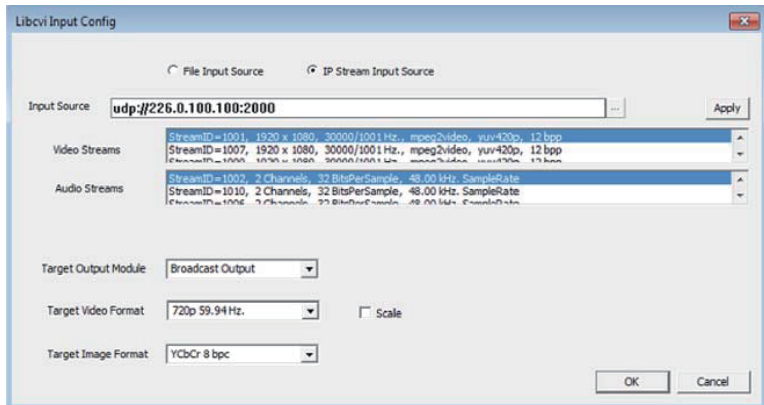 Libcvi Input Config
File Input Source
IP Stream Input Source
Input Source
udp://226.0.100.100:2000
...
Apply
Video Streams
StreamID=1001, 1920 x 1080, 30000/1001 Hz., mpeg2video, yuv420p, 12 bpp
StreamID=1007, 1920 x 1080, 30000/1001 Hz., mpeg2video, yuv420p, 12 bpp
Audio Streams
StreamID=1002, 2 Channels, 32 BitsPerSample, 48.00 kHz. SampleRate
StreamID=1010, 2 Channels, 32 BitsPerSample, 48.00 kHz. SampleRate
Target Output Module
Broadcast Output
Target Video Format
720p 59.94 Hz.
Scale
Target Image Format
YCbCr 8 bpc
OK
Cancel